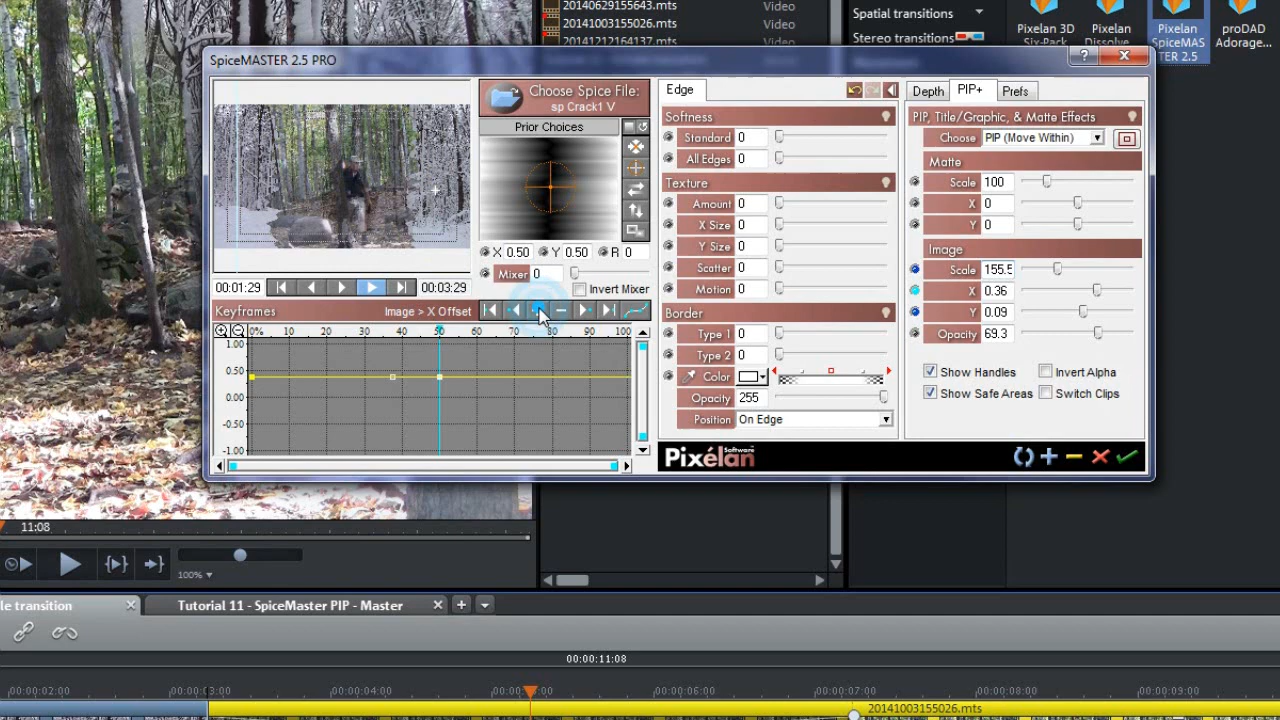 20140629155643.mts Video
20141003155026.mts Video
20141212164137.mts Video
Spatial transitions
Stereo transitions
Pixelan 3D
Six-Pack
Pixelan
Dissolve
Pixelan
SpiceMAS
TER 2.5
proDAD
Adorage...
SpiceMASTER 2.5 PRO
?
Choose Spice File:
sp Crack1 V
Prior Choices
X 0.50 Y 0.50 R 0
Mixer 0
Invert Mixer
00:01:29
00:03:29
Keyframes Image > X Offset
0% 10 20 30 40 50 60 70 80 90 100
1.00
0.50
0.00
-0.50
-1.00
Edge
Softness
Standard 0
All Edges 0
Texture
Amount 0
X Size 0
Y Size 0
Scatter 0
Motion 0
Border
Type 1 0
Type 2 0
Color
Opacity 255
Position On Edge
Depth PIP+ Prefs
PIP, Title/Graphic, & Matte Effects
Choose PIP (Move Within)
Matte
Scale 100
X 0
Y 0
Image
Scale 155.5
X 0.36
Y 0.09
Opacity 69.3
Show Handles Invert Alpha
Show Safe Areas Switch Clips
Pixélan Software
11:08
100%
le transition
Tutorial 11 - SpiceMaster PIP - Master
00:00:11:08
00:00:02:00 00:00:03:00 00:00:04:00 00:00:06:00 00:00:07:00 00:00:08:00 00:00:09:00
20141003155026.mts